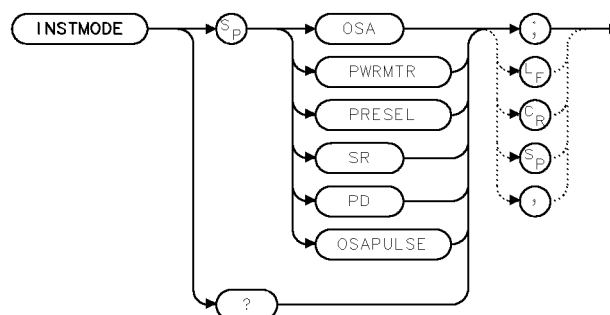 INSTMODE SP OSA ;
PWRMTR LF
PRESEL CR
SR SP
PD ,
OSAPULSE
?